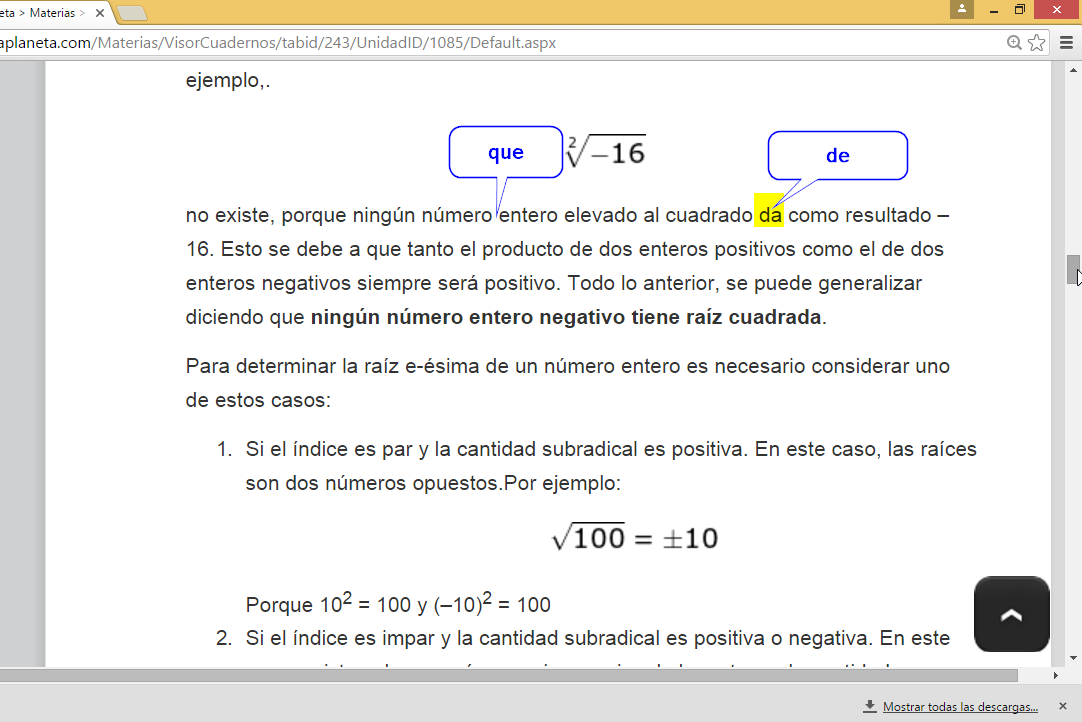 eta > Materias >
aplaneta.com/Materias/VisorCuadernos/tabid/243/UnidadID/1085/Default.aspx
ejemplo,.
que
²√–16
de
no existe, porque ningún número entero elevado al cuadrado da como resultado –
16. Esto se debe a que tanto el producto de dos enteros positivos como el de dos
enteros negativos siempre será positivo. Todo lo anterior, se puede generalizar
diciendo que ningún número entero negativo tiene raíz cuadrada.
Para determinar la raíz e-ésima de un número entero es necesario considerar uno
de estos casos:
1. Si el índice es par y la cantidad subradical es positiva. En este caso, las raíces
son dos números opuestos.Por ejemplo:
√100 = ±10
Porque 10² = 100 y (–10)² = 100
2. Si el índice es impar y la cantidad subradical es positiva o negativa. En este
Mostrar todas las descargas...